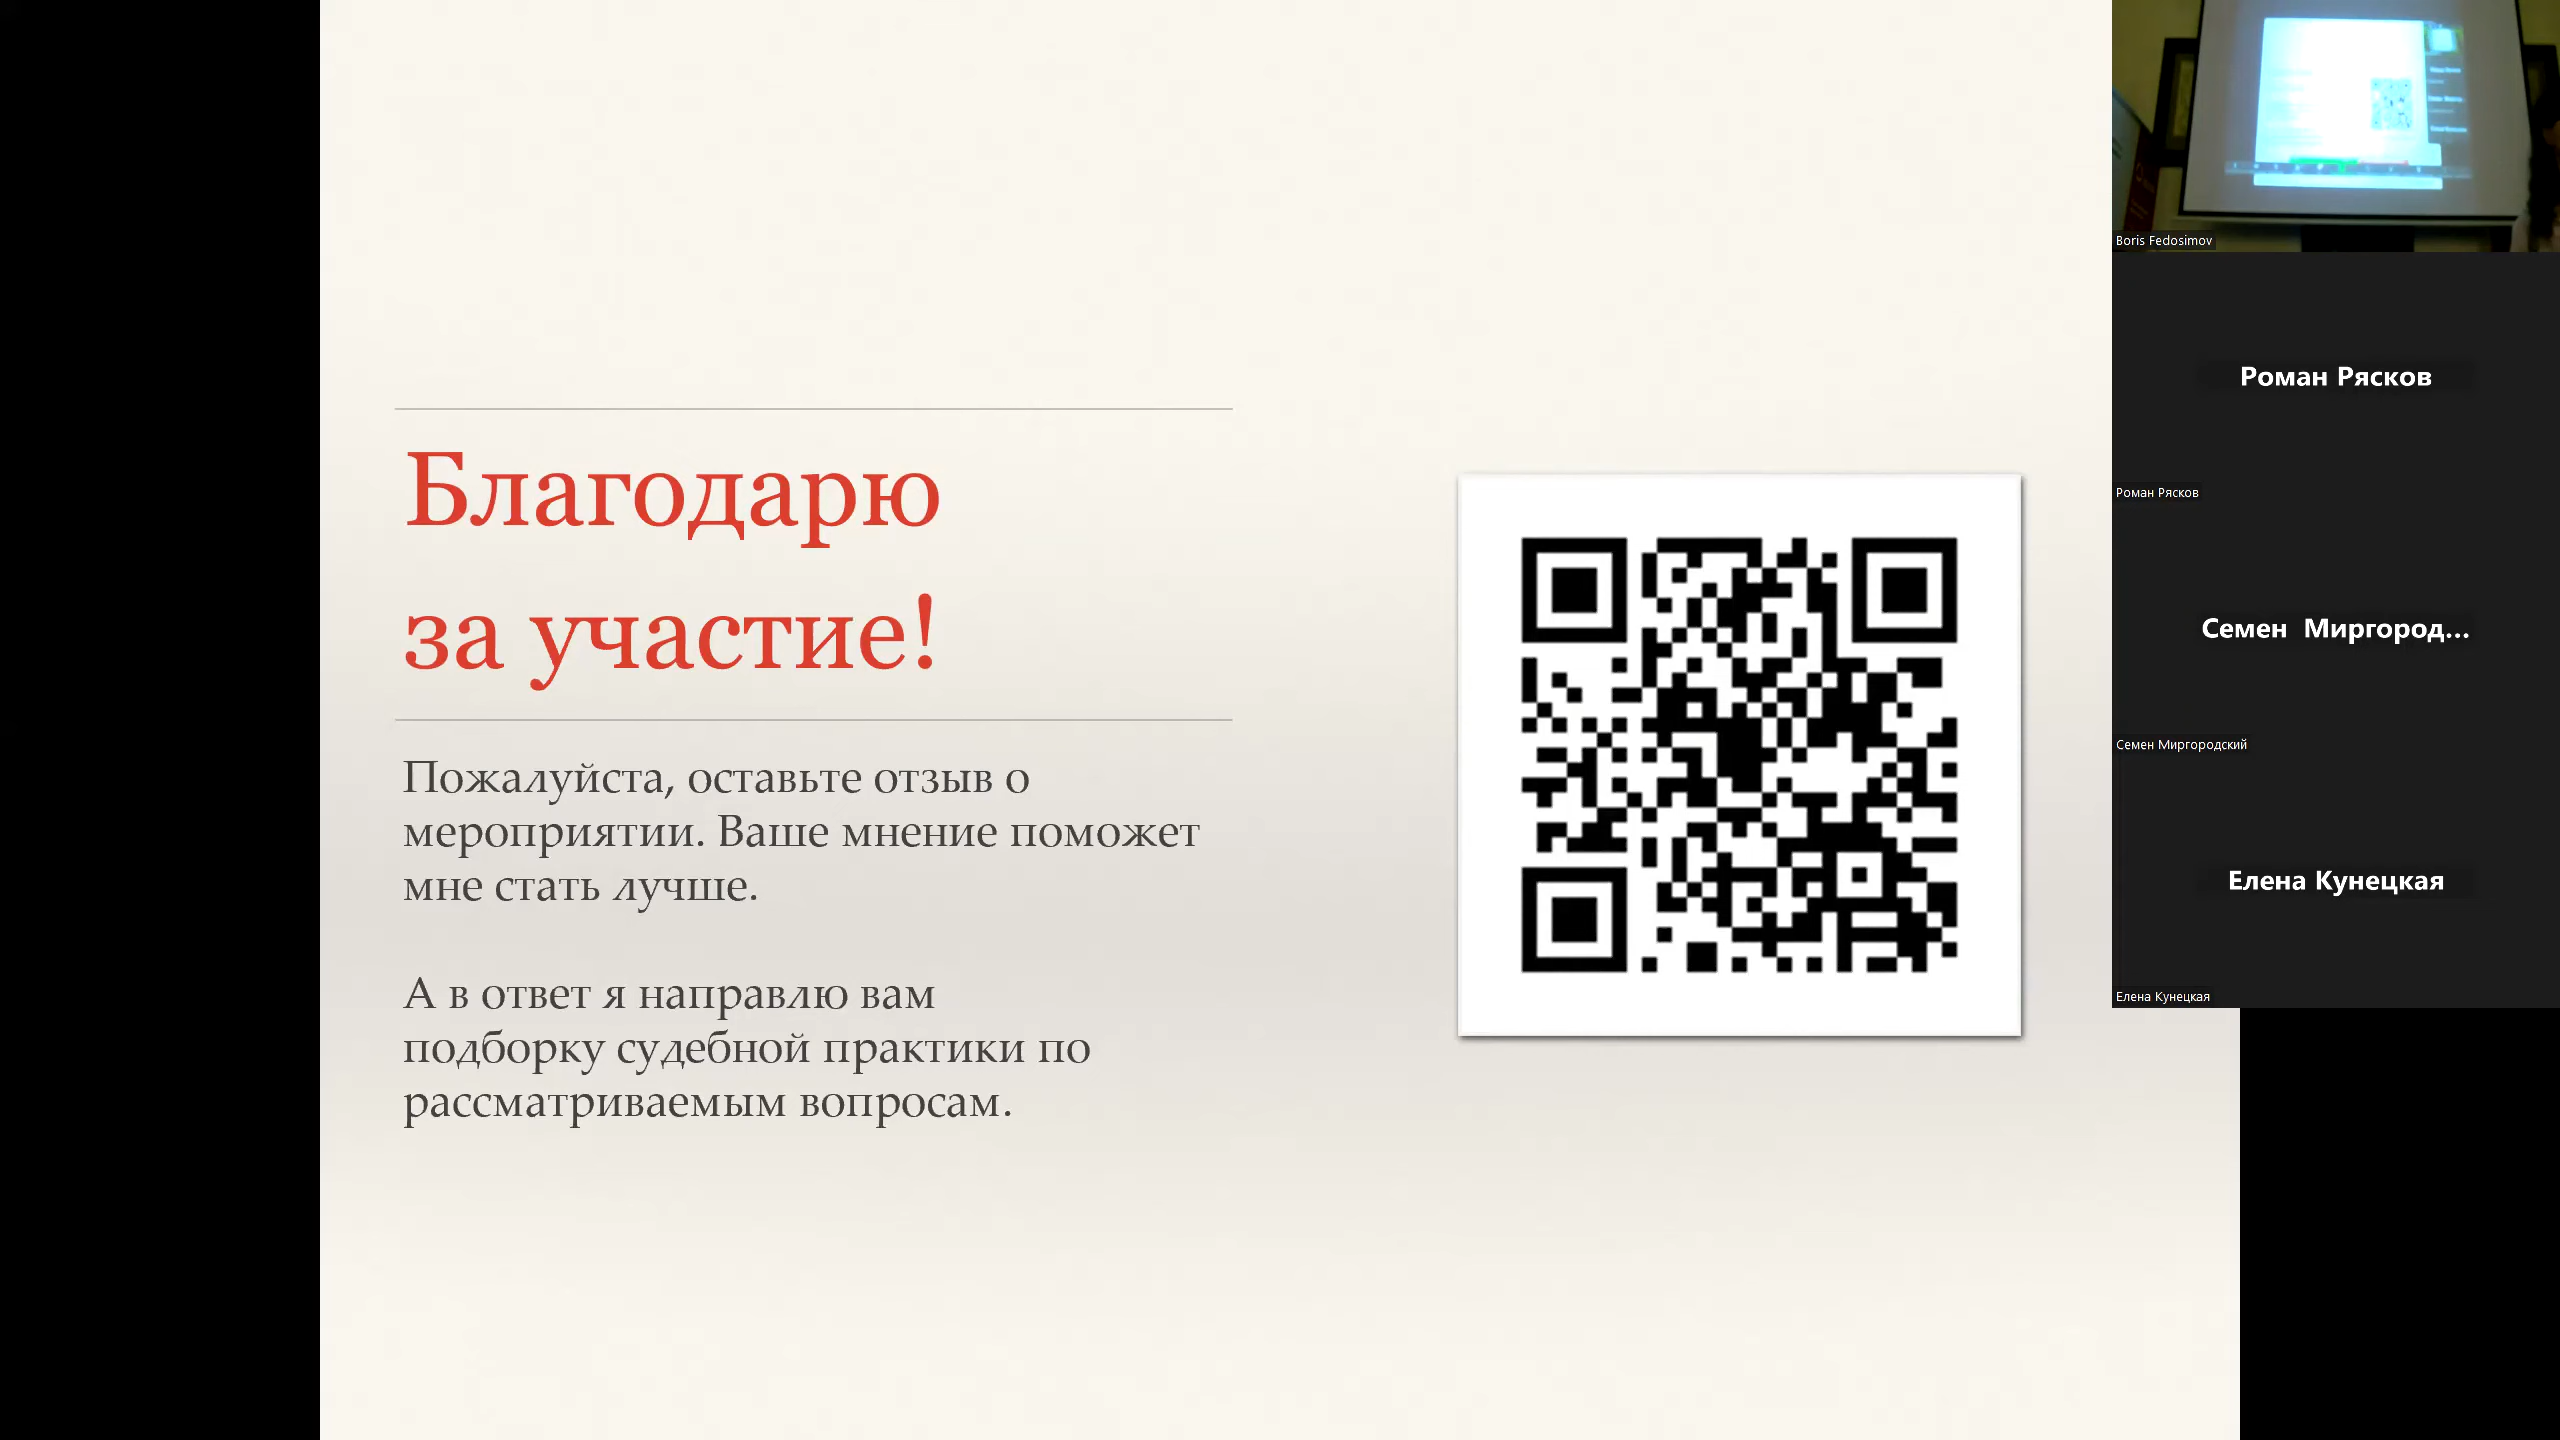 Благодарю
за участие!
Пожалуйста, оставьте отзыв о
мероприятии. Ваше мнение поможет
мне стать лучше.
А в ответ я направлю вам
подборку судебной практики по
рассматриваемым вопросам.
Boris Fedosimov
Роман Рясков
Роман Рясков
Семен Миргород...
Семен Миргородский
Елена Кунецкая
Елена Кунецкая